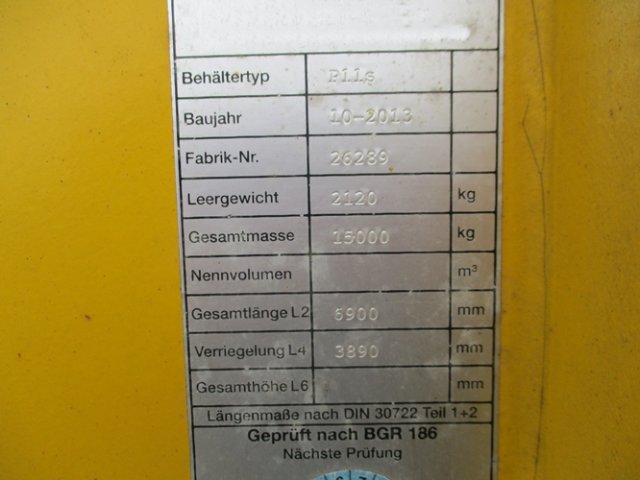 Behältertyp P11s
Baujahr 10-2013
Fabrik-Nr. 26289
Leergewicht 2120 kg
Gesamtmasse 15000 kg
Nennvolumen m³
Gesamtlänge L2 6900 mm
Verriegelung L4 3890 mm
Gesamthöhe L6 mm
Längenmaße nach DIN 30722 Teil 1+2
Geprüft nach BGR 186
Nächste Prüfung